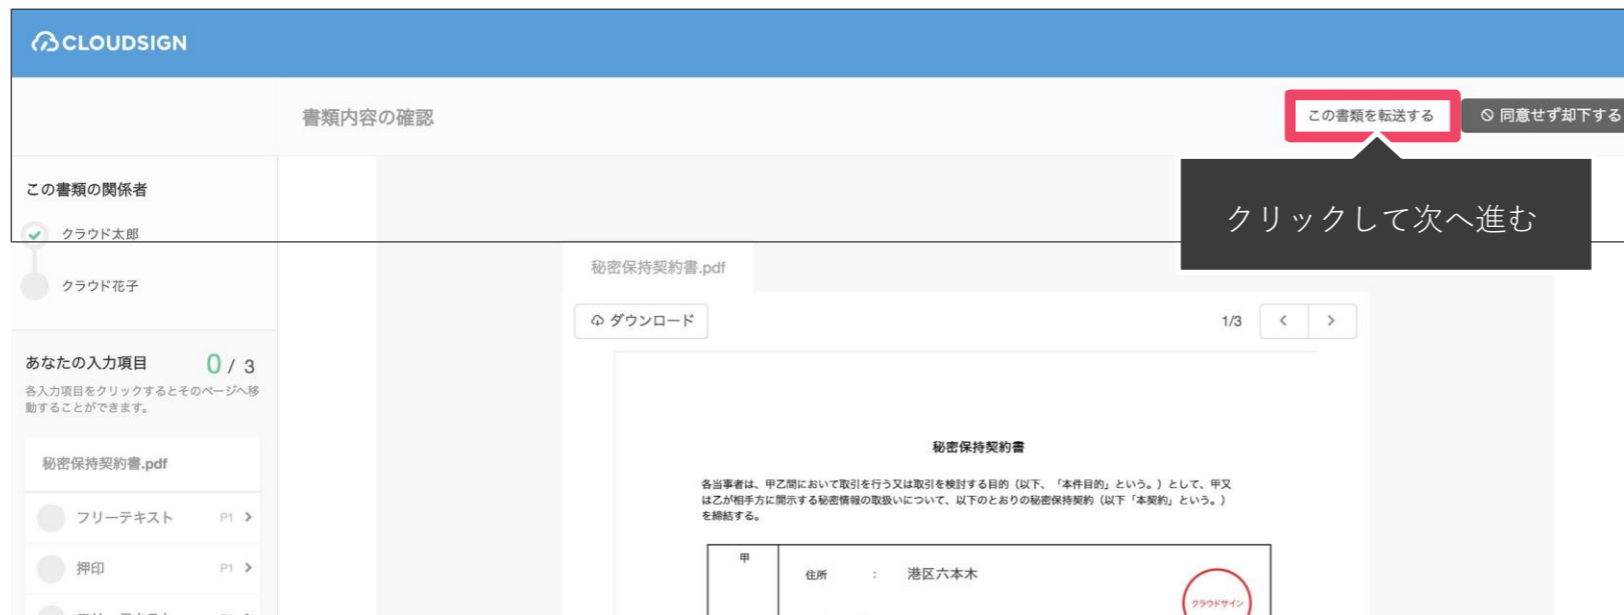 CLOUDSIGN
書類内容の確認
この書類を転送する
同意せず却下する
クリックして次へ進む
この書類の関係者
クラウド太郎
クラウド花子
あなたの入力項目 0 / 3
各入力項目をクリックするとそのページへ移
動することができます。
秘密保持契約書.pdf
フリーテキスト P1
押印 P1
秘密保持契約書.pdf
ダウンロード
1/3
秘密保持契約書
各当事者は、甲乙間において取引を行う又は取引を検討する目的（以下、「本件目的」という。）として、甲又
は乙が相手方に開示する秘密情報の取扱いについて、以下のとおりの秘密保持契約（以下「本契約」という。）
を締結する。
甲
住所 : 港区六本木
クラウドサイン